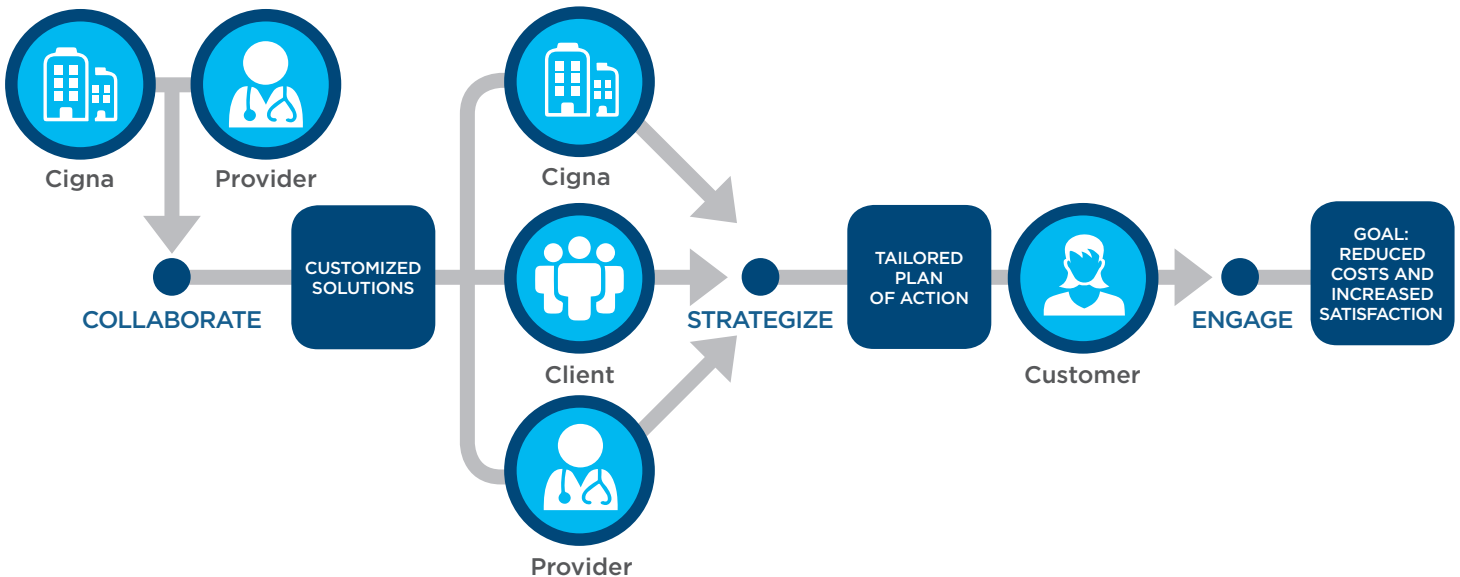 Cigna
Provider
COLLABORATE
CUSTOMIZED
SOLUTIONS
Cigna
Client
Provider
STRATEGIZE
TAILORED
PLAN
OF ACTION
Customer
ENGAGE
GOAL:
REDUCED
COSTS AND
INCREASED
SATISFACTION